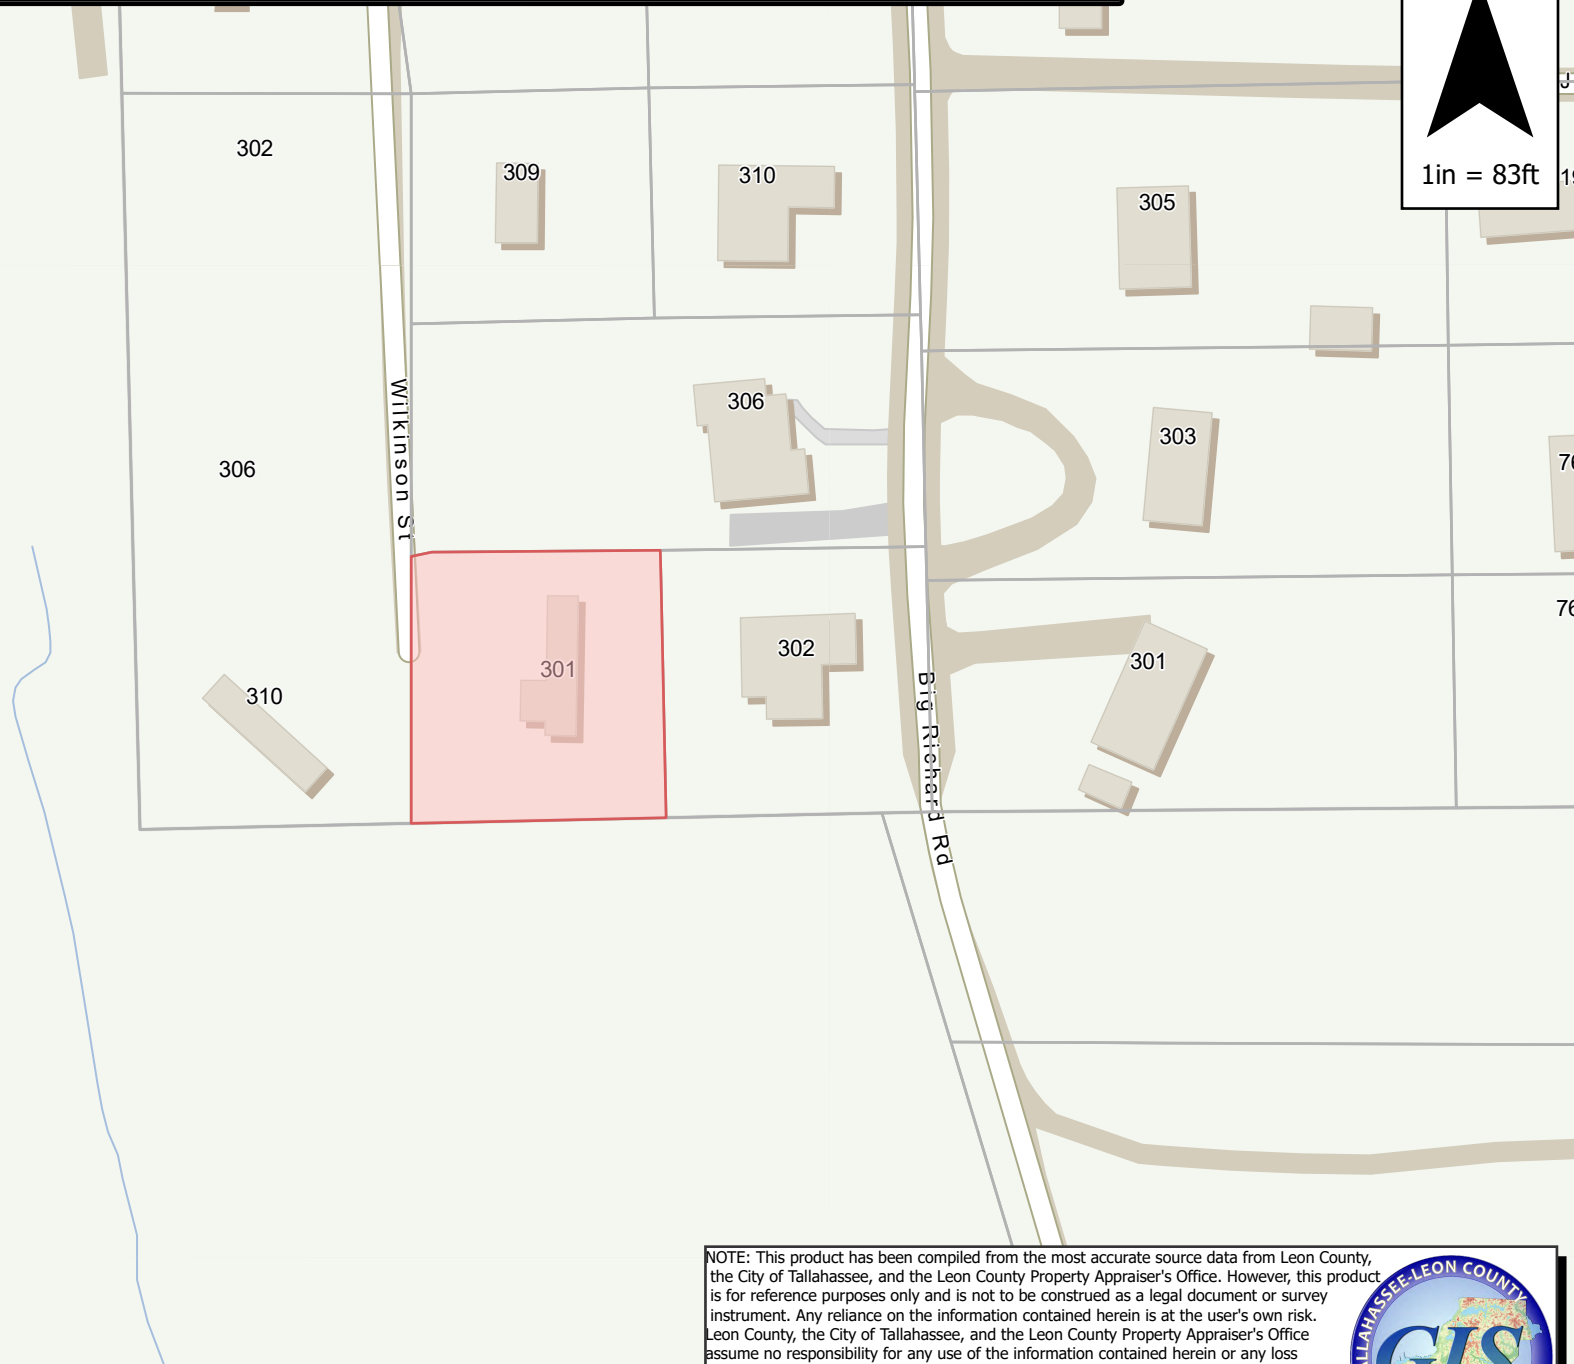 302
309
310
305
1in = 83ft
306
303
306
Wilkinson St
301
302
301
310
Big Richard Rd
NOTE: This product has been compiled from the most accurate source data from Leon County,
the City of Tallahassee, and the Leon County Property Appraiser's Office. However, this product
is for reference purposes only and is not to be construed as a legal document or survey
instrument. Any reliance on the information contained herein is at the user's own risk.
Leon County, the City of Tallahassee, and the Leon County Property Appraiser's Office
assume no responsibility for any use of the information contained herein or any loss
TALLAHASSEE-LEON COUNTY
GIS